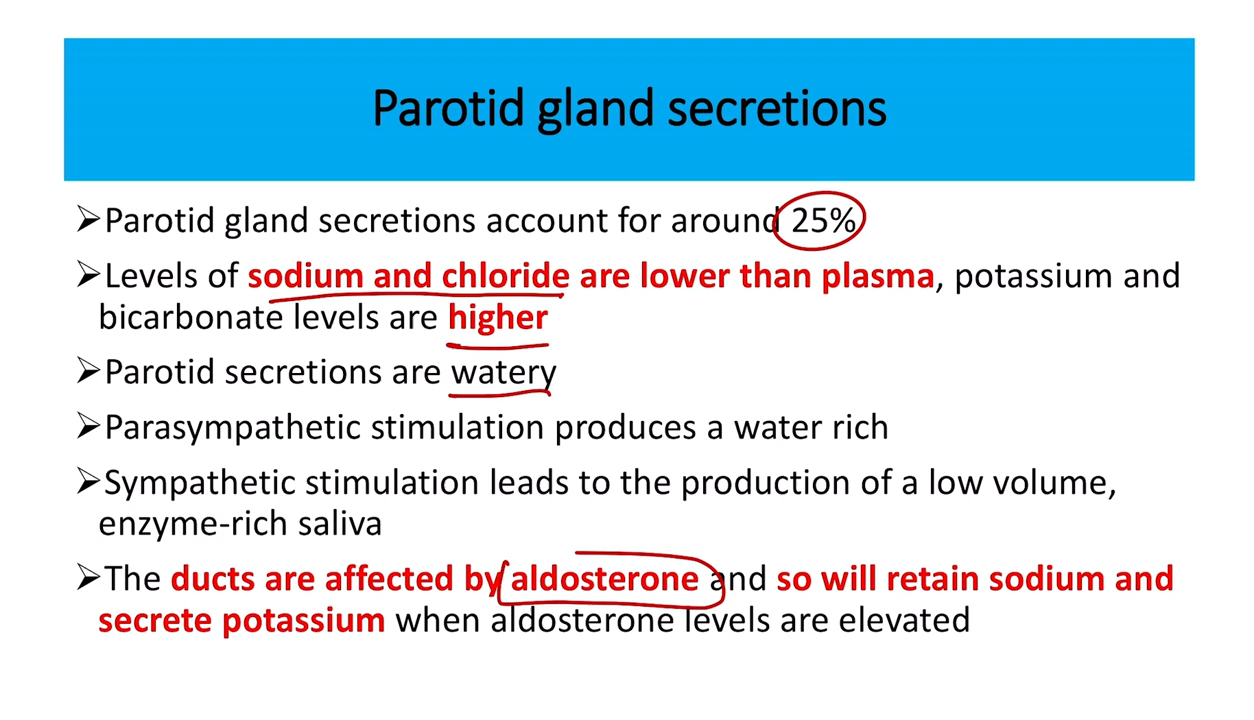 Parotid gland secretions
➢Parotid gland secretions account for around 25%
➢Levels of sodium and chloride are lower than plasma, potassium and
bicarbonate levels are higher
➢Parotid secretions are watery
➢Parasympathetic stimulation produces a water rich
➢Sympathetic stimulation leads to the production of a low volume,
enzyme-rich saliva
➢The ducts are affected by aldosterone and so will retain sodium and
secrete potassium when aldosterone levels are elevated